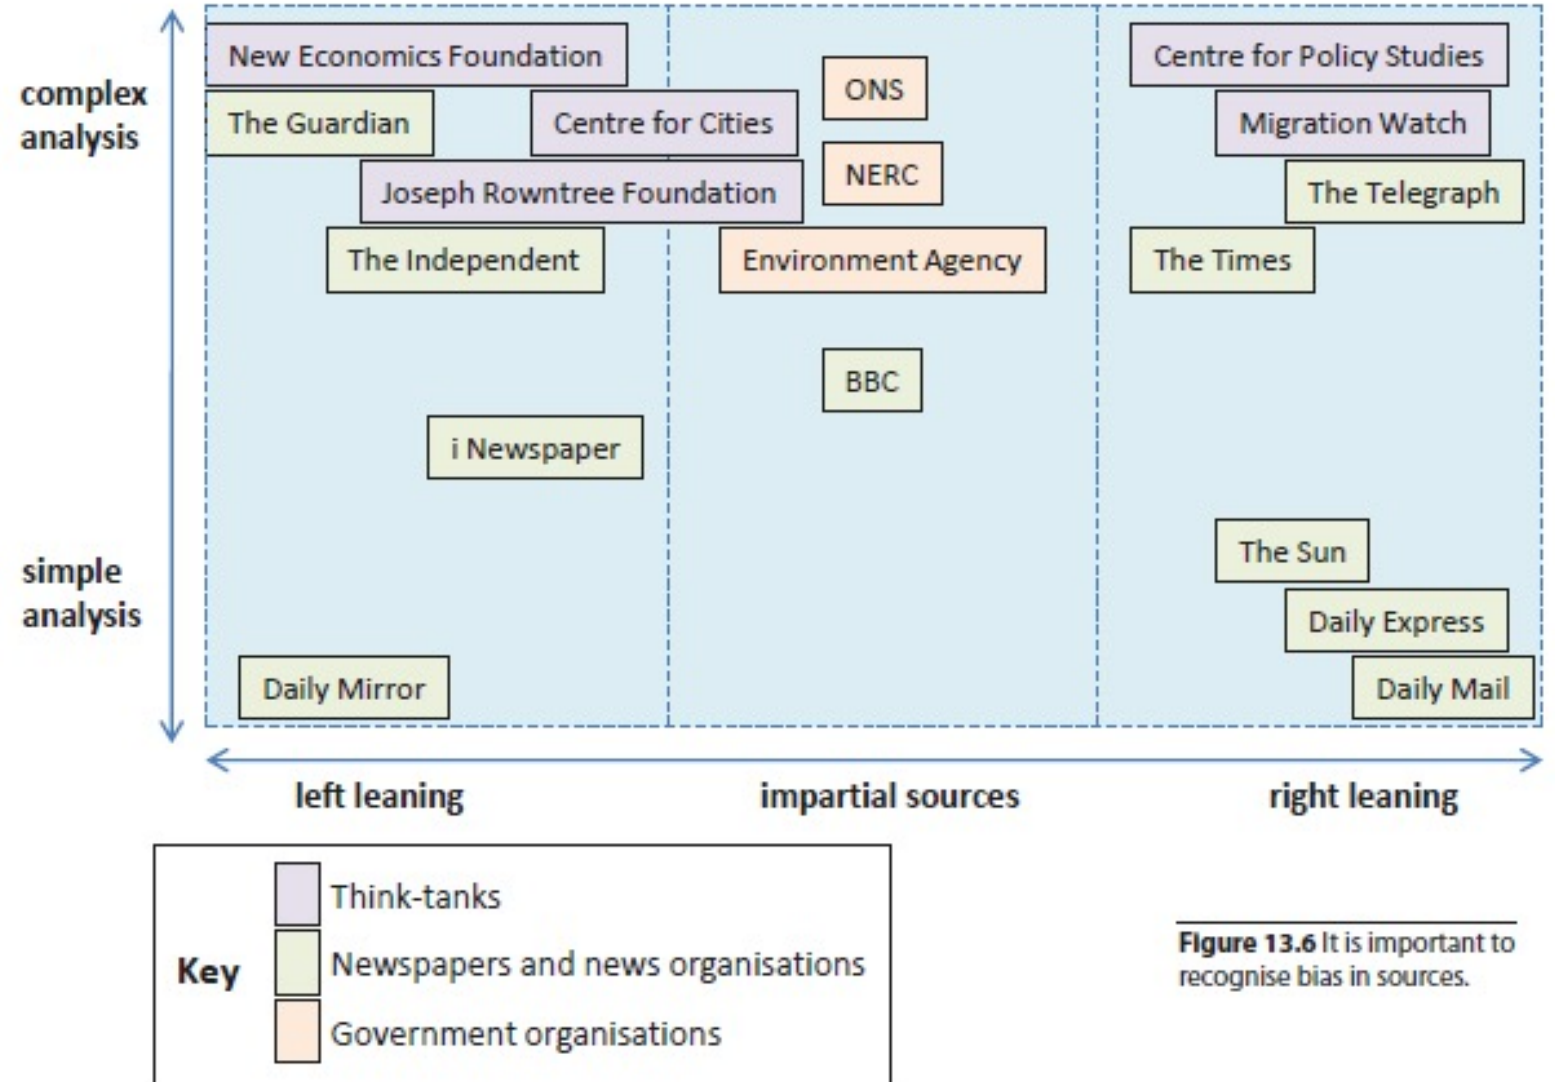 New Economics Foundation
Centre for Policy Studies
ONS
complex
analysis
The Guardian
Centre for Cities
Migration Watch
NERC
Joseph Rowntree Foundation
The Telegraph
The Independent
Environment Agency
The Times
BBC
i Newspaper
The Sun
simple
analysis
Daily Express
Daily Mirror
Daily Mail
left leaning
impartial sources
right leaning
Key
Think-tanks
Newspapers and news organisations
Government organisations
Figure 13.6 It is important to
recognise bias in sources.